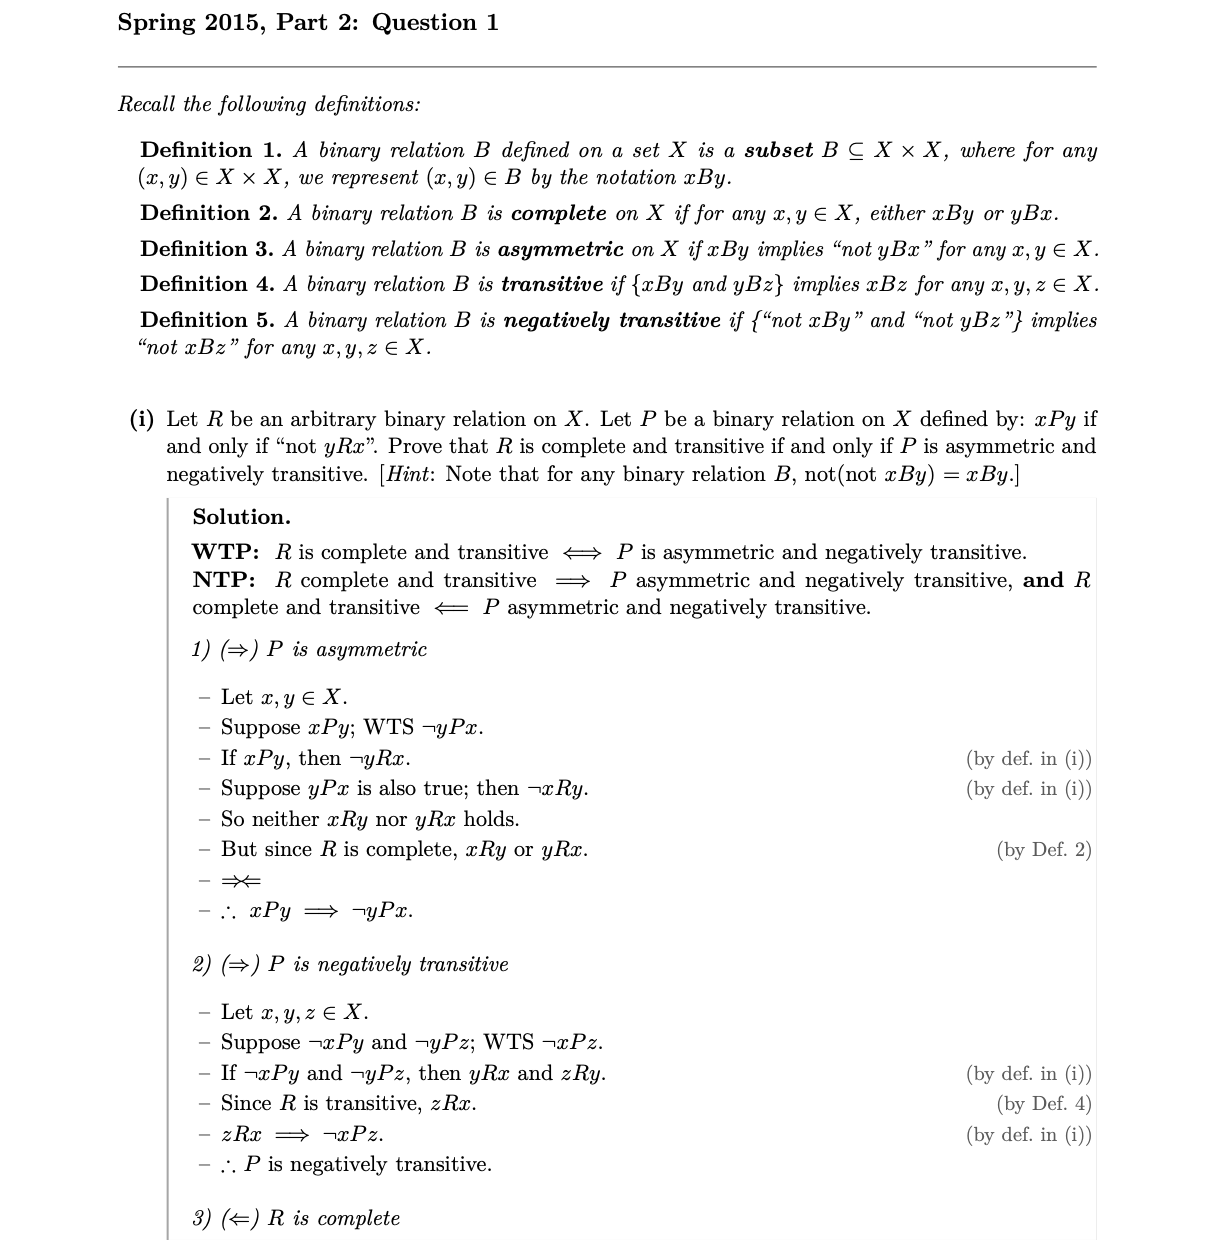 Spring 2015, Part 2: Question 1
Recall the following definitions:
Definition 1. A binary relation B defined on a set X is a subset B ⊆ X × X, where for any
(x, y) ∈ X × X, we represent (x, y) ∈ B by the notation xBy.
Definition 2. A binary relation B is complete on X if for any x, y ∈ X, either xBy or yBx.
Definition 3. A binary relation B is asymmetric on X if xBy implies “not yBx” for any x, y ∈ X.
Definition 4. A binary relation B is transitive if {xBy and yBz} implies xBz for any x, y, z ∈ X.
Definition 5. A binary relation B is negatively transitive if {“not xBy” and “not yBz”} implies
“not xBz” for any x, y, z ∈ X.
(i) Let R be an arbitrary binary relation on X. Let P be a binary relation on X defined by: xPy if
and only if “not yRx”. Prove that R is complete and transitive if and only if P is asymmetric and
negatively transitive. [Hint: Note that for any binary relation B, not(not xBy) = xBy.]
Solution.
WTP: R is complete and transitive ⟺ P is asymmetric and negatively transitive.
NTP: R complete and transitive ⟹ P asymmetric and negatively transitive, and R
complete and transitive ⟸ P asymmetric and negatively transitive.
1) (⇒) P is asymmetric
– Let x, y ∈ X.
– Suppose xPy; WTS ¬yPx.
– If xPy, then ¬yRx. (by def. in (i))
– Suppose yPx is also true; then ¬xRy. (by def. in (i))
– So neither xRy nor yRx holds.
– But since R is complete, xRy or yRx. (by Def. 2)
– ⇒⇐
– ∴ xPy ⟹ ¬yPx.
2) (⇒) P is negatively transitive
– Let x, y, z ∈ X.
– Suppose ¬xPy and ¬yPz; WTS ¬xPz.
– If ¬xPy and ¬yPz, then yRx and zRy. (by def. in (i))
– Since R is transitive, zRx. (by Def. 4)
– zRx ⟹ ¬xPz. (by def. in (i))
– ∴ P is negatively transitive.
3) (⇐) R is complete